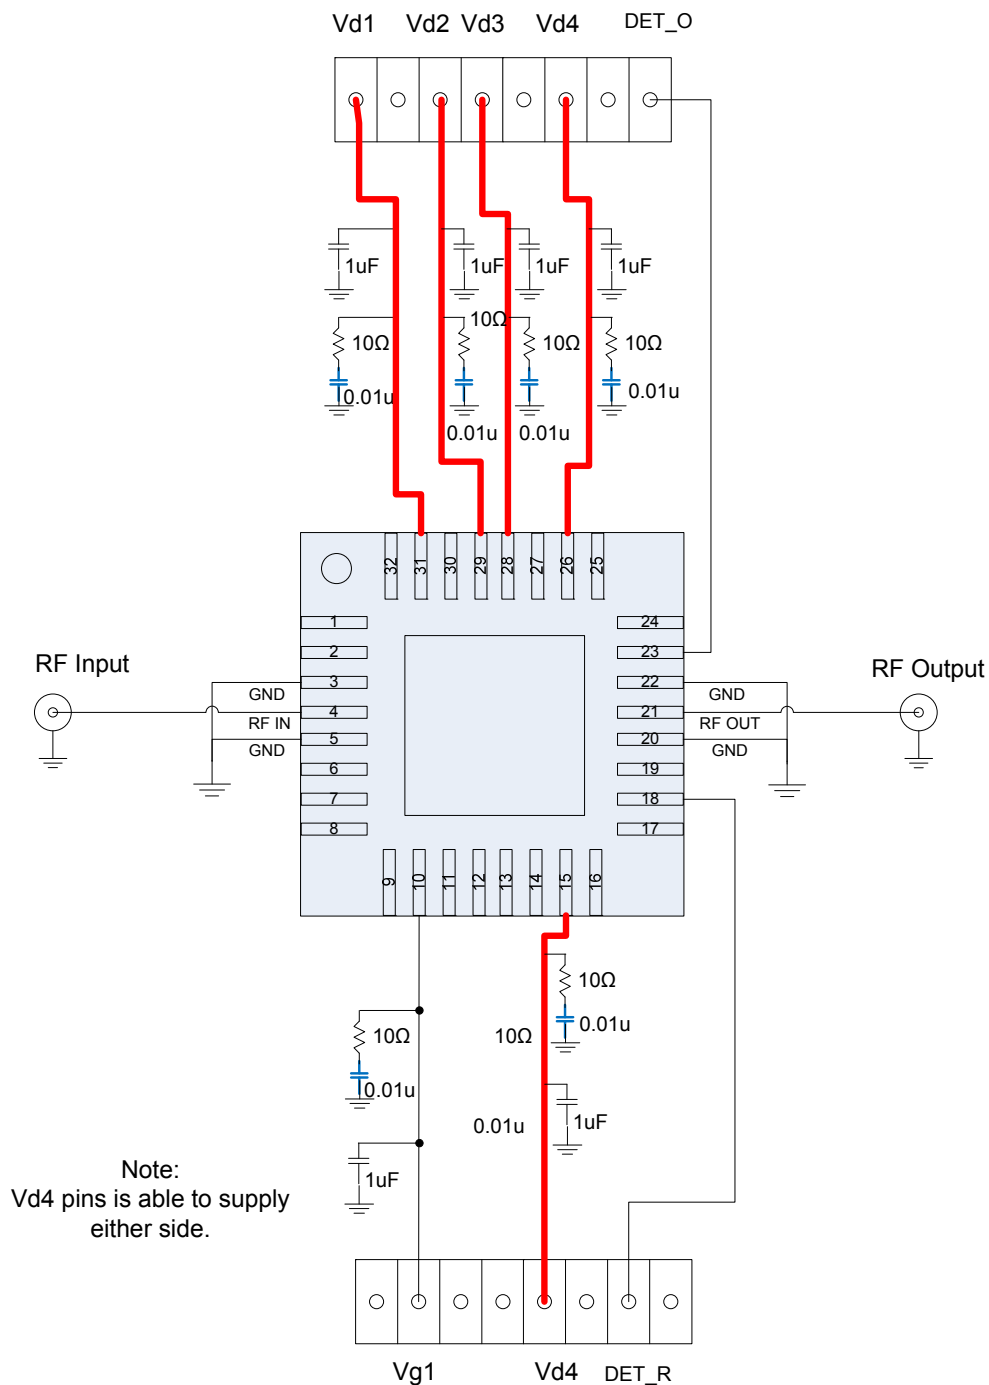 Vd1 Vd2 Vd3 Vd4 DET_O
1uF 1uF 1uF 1uF
10Ω 10Ω 10Ω 10Ω
0.01u 0.01u 0.01u 0.01u
32 31 30 29 28 27 26 25
1 24
2 23
RF Input RF Output
3 22
GND GND
4 21
RF IN RF OUT
5 20
GND GND
6 19
7 18
8 17
9 10 11 12 13 14 15 16
10Ω
0.01u
10Ω 10Ω
0.01u
0.01u 1uF
1uF
Note:
Vd4 pins is able to supply
either side.
Vg1 Vd4 DET_R